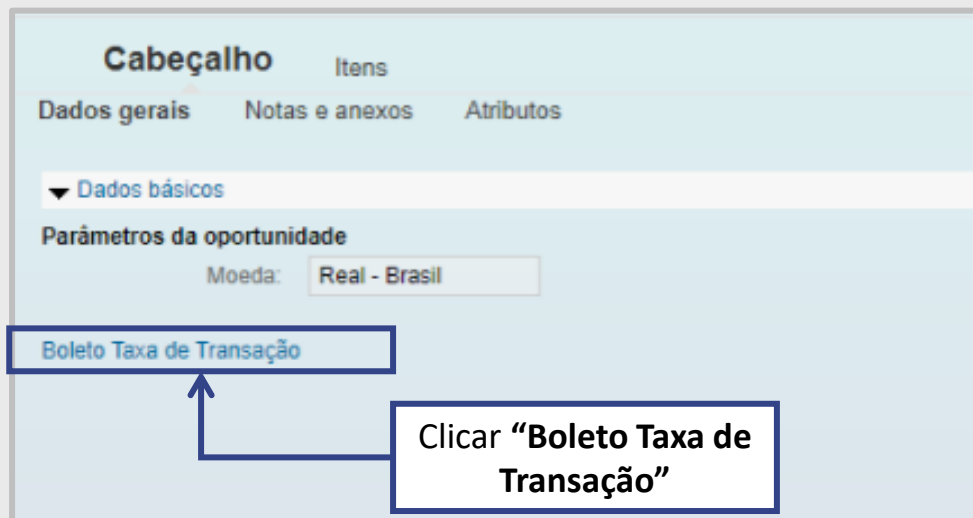 Cabeçalho Itens
Dados gerais Notas e anexos Atributos
Dados básicos
Parâmetros da oportunidade
Moeda: Real - Brasil
Boleto Taxa de Transação
Clicar “Boleto Taxa de
Transação”